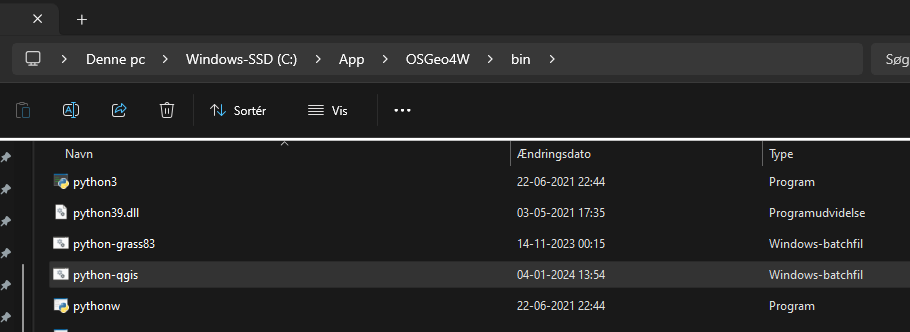 Denne pc > Windows-SSD (C:) > App > OSGeo4W > bin >
Søg
Sortér Vis
Navn Ændringsdato Type
python3 22-06-2021 22:44 Program
python39.dll 03-05-2021 17:35 Programudvidelse
python-grass83 14-11-2023 00:15 Windows-batchfil
python-qgis 04-01-2024 13:54 Windows-batchfil
pythonw 22-06-2021 22:44 Program